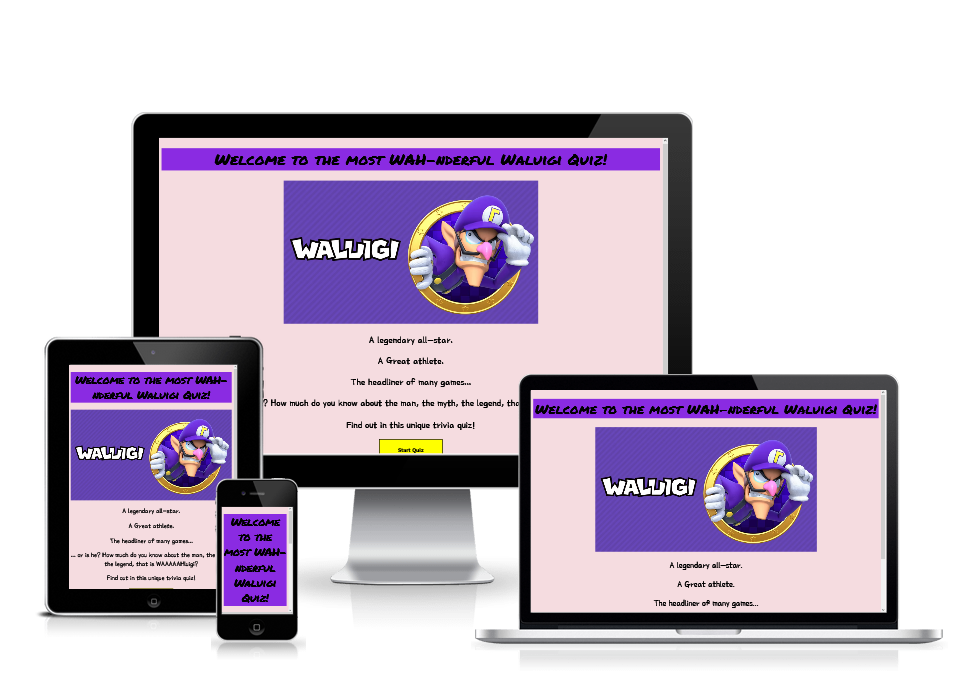 Welcome to the most WAH-nderful Waluigi Quiz!
WALUIGI
A legendary all-star.
A Great athlete.
The headliner of many games...
? How much do you know about the man, the myth, the legend, tha
Find out in this unique trivia quiz!
Start Quiz
Welcome to the most WAH-
nderful Waluigi Quiz!
WALUIGI
A legendary all-star.
A Great athlete.
The headliner of many games...
... or is he? How much do you know about the man, the
the legend, that is WAAAAAHluigi?
Find out in this unique trivia quiz!
Welcome
to the
most WAH-
nderful
Waluigi
Quiz!
Welcome to the most WAH-nderful Waluigi Quiz!
WALUIGI
A legendary all-star.
A Great athlete.
The headliner of many games...